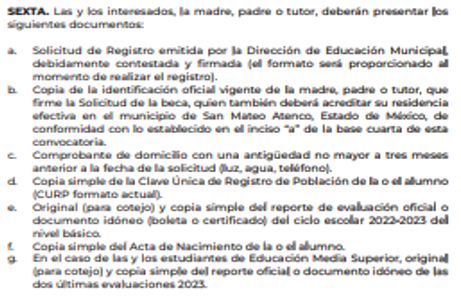 SEXTA. Las y los interesados, la madre, padre o tutor, deberán presentar los
siguientes documentos:
a. Solicitud de Registro emitida por la Dirección de Educación Municipal,
debidamente contestada y firmada (el formato será proporcionado al
momento de realizar el registro).
b. Copia de la identificación oficial vigente de la madre, padre o tutor, que
firme la Solicitud de la beca, quien también deberá acreditar su residencia
efectiva en el municipio de San Mateo Atenco, Estado de México, de
conformidad con lo establecido en el inciso "a" de la base cuarta de esta
convocatoria.
c. Comprobante de domicilio con una antigüedad no mayor a tres meses
anterior a la fecha de la solicitud (luz, agua, teléfono).
d. Copia simple de la Clave Única de Registro de Población de la o el alumno
(CURP formato actual).
e. Original (para cotejo) y copia simple del reporte de evaluación oficial o
documento idóneo (boleta o certificado) del ciclo escolar 2022-2023 del
nivel básico.
f. Copia simple del Acta de Nacimiento de la o el alumno.
g. En el caso de las y los estudiantes de Educación Media Superior, original
(para cotejo) y copia simple del reporte oficial o documento idóneo de las
dos últimas evaluaciones 2023.